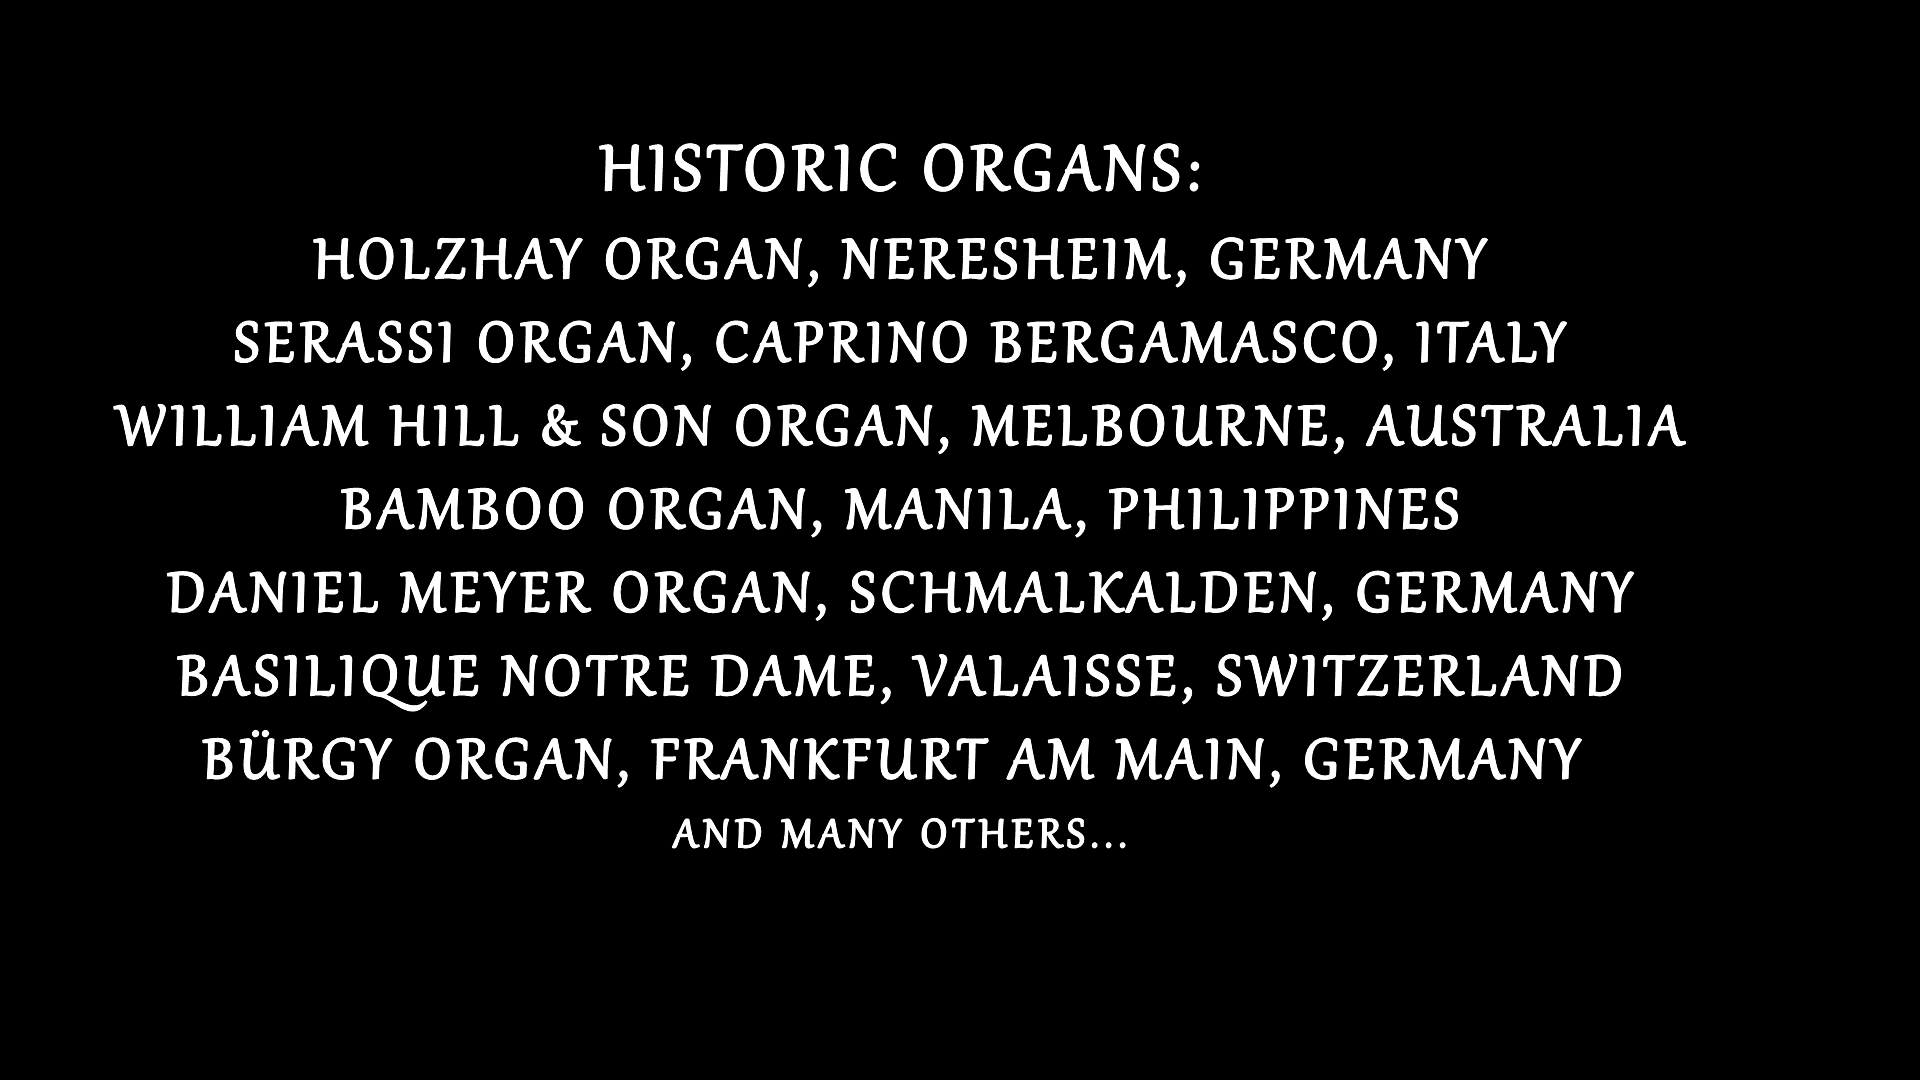 HISTORIC ORGANS:
HOLZHAY ORGAN, NERESHEIM, GERMANY
SERASSI ORGAN, CAPRINO BERGAMASCO, ITALY
WILLIAM HILL & SON ORGAN, MELBOURNE, AUSTRALIA
BAMBOO ORGAN, MANILA, PHILIPPINES
DANIEL MEYER ORGAN, SCHMALKALDEN, GERMANY
BASILIQUE NOTRE DAME, VALAISSE, SWITZERLAND
BÜRGY ORGAN, FRANKFURT AM MAIN, GERMANY
AND MANY OTHERS...